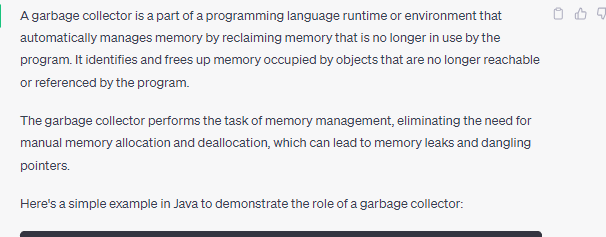 A garbage collector is a part of a programming language runtime or environment that
automatically manages memory by reclaiming memory that is no longer in use by the
program. It identifies and frees up memory occupied by objects that are no longer reachable
or referenced by the program.
The garbage collector performs the task of memory management, eliminating the need for
manual memory allocation and deallocation, which can lead to memory leaks and dangling
pointers.
Here's a simple example in Java to demonstrate the role of a garbage collector: